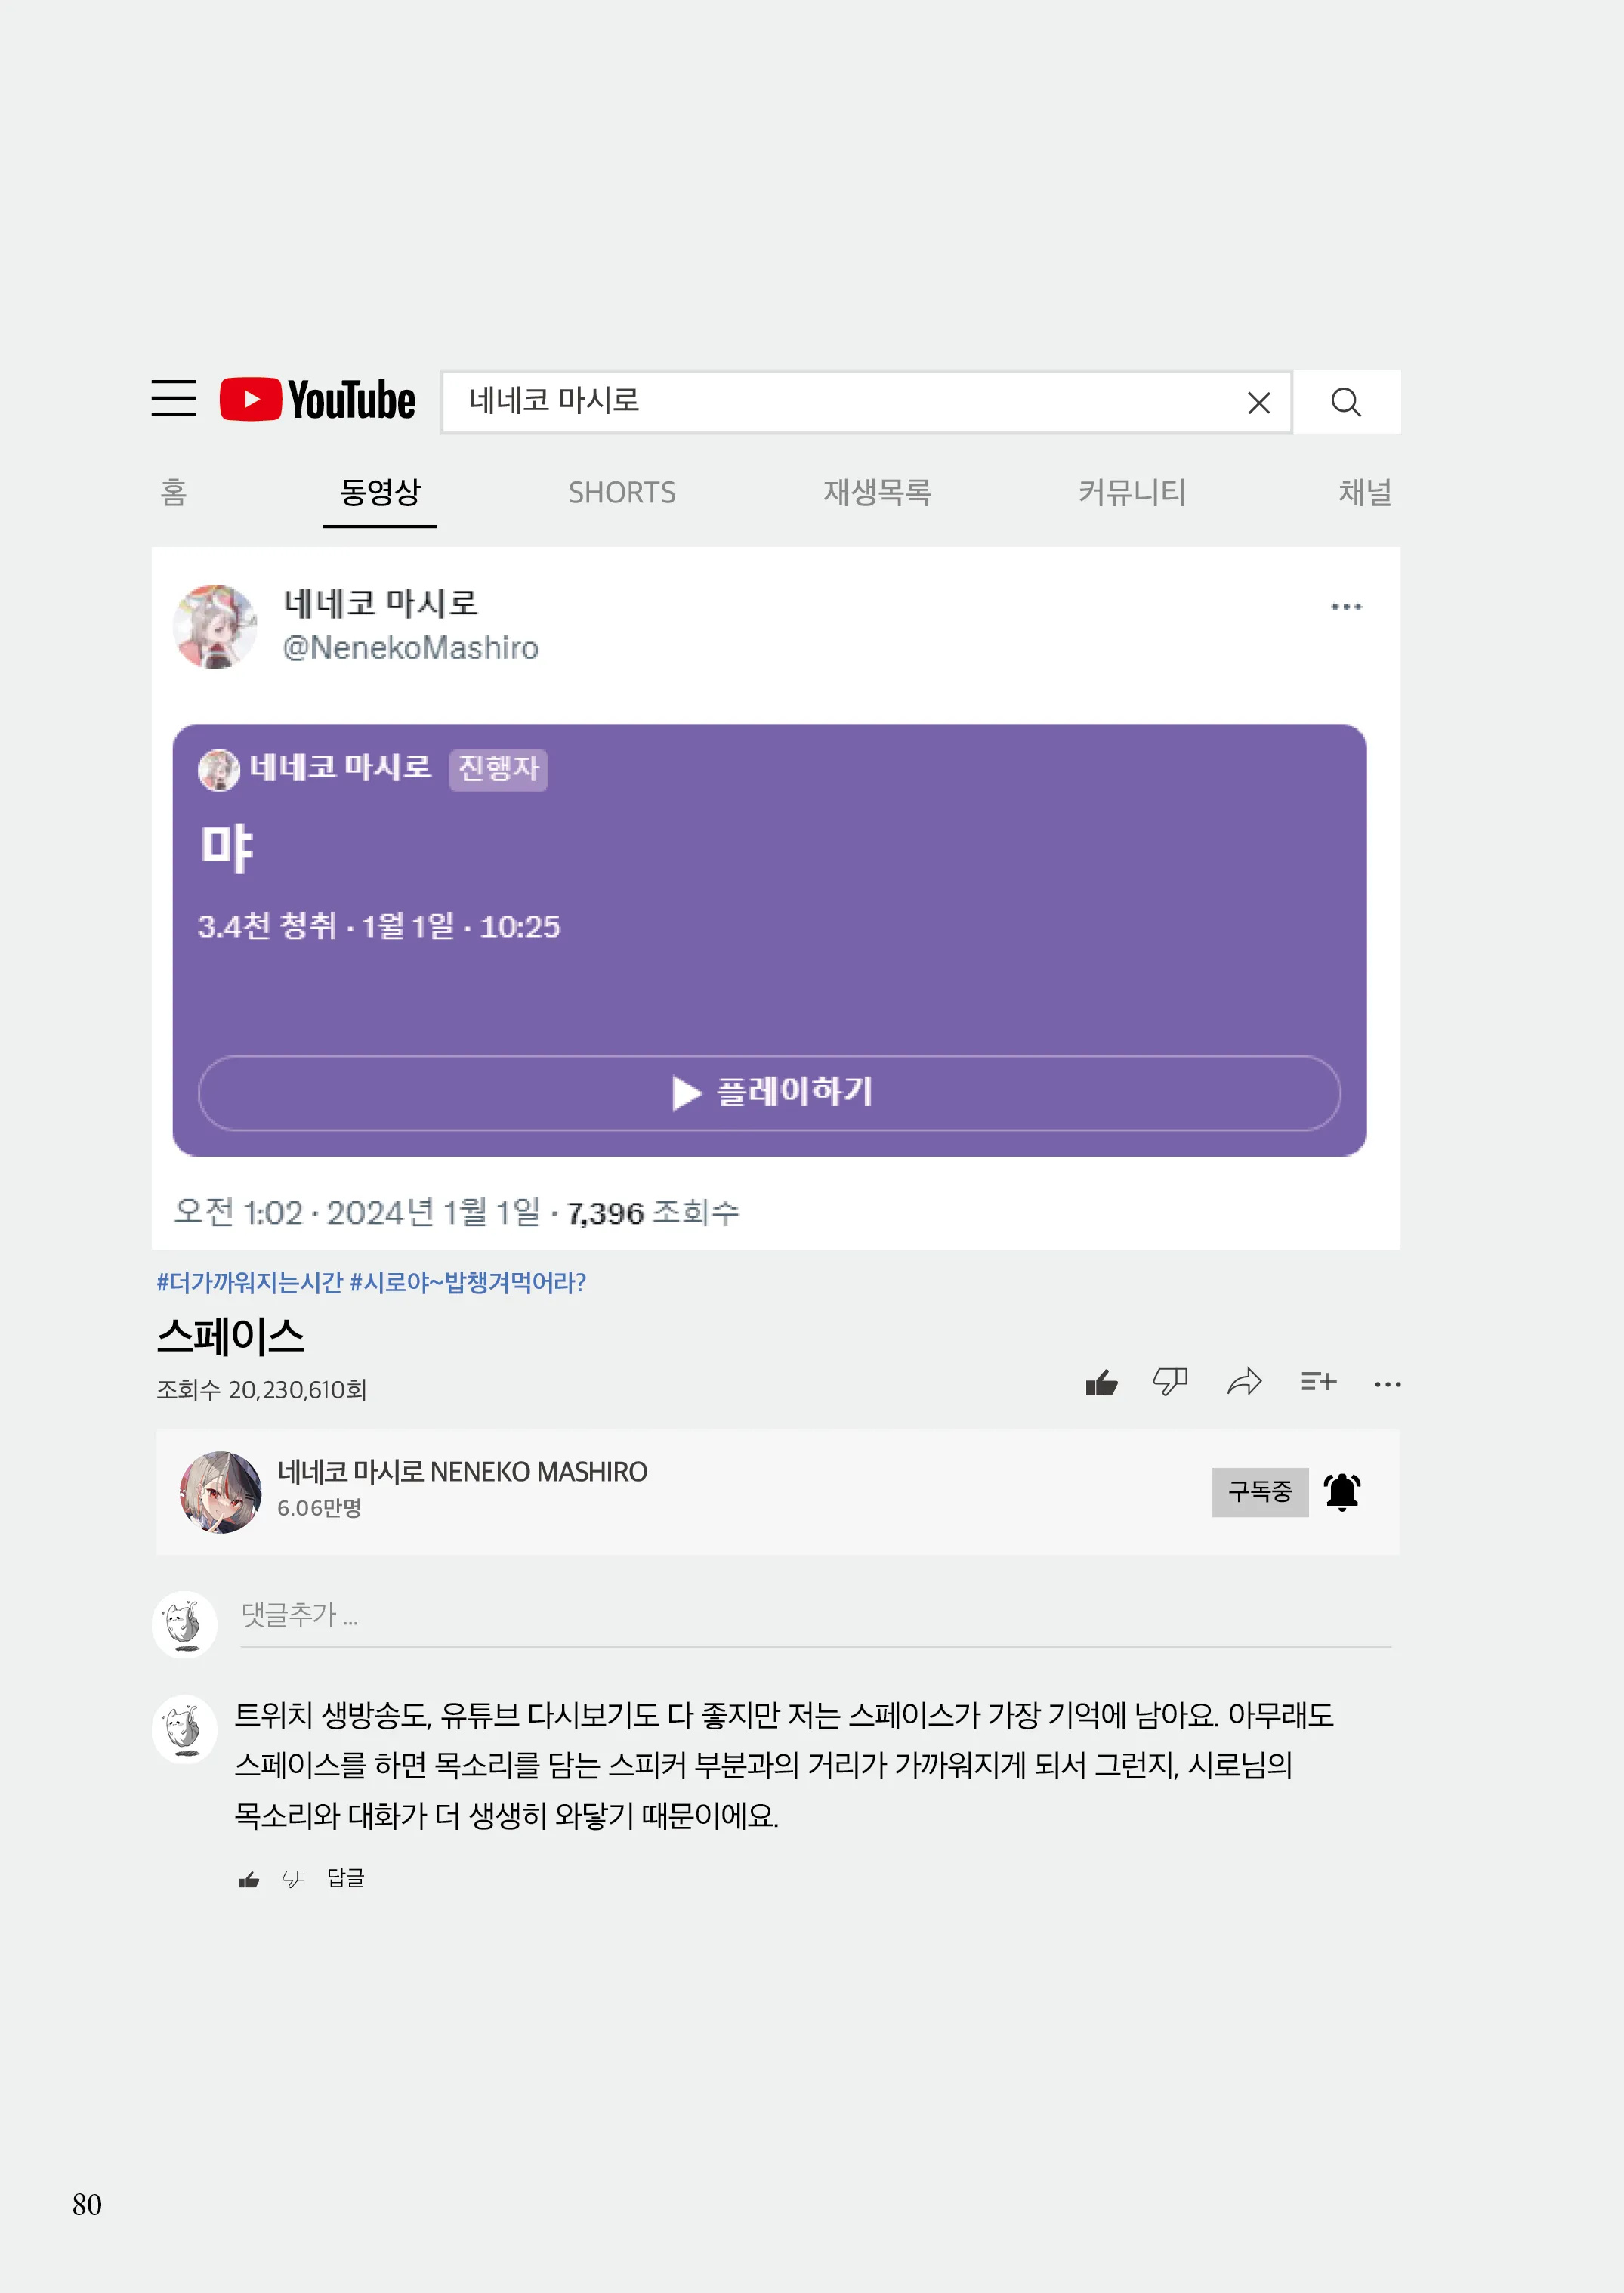 YouTube
네네코 마시로
홈 동영상 SHORTS 재생목록 커뮤니티 채널
네네코 마시로
@NenekoMashiro
네네코 마시로 진행자
먀
3.4천 청취 · 1월 1일 · 10:25
플레이하기
오전 1:02 · 2024년 1월 1일 · 7,396 조회수
#더가까워지는시간 #시로야~밥챙겨먹어라?
스페이스
조회수 20,230,610회
네네코 마시로 NENEKO MASHIRO
6.06만명
구독중
댓글추가 ...
트위치 생방송도, 유튜브 다시보기도 다 좋지만 저는 스페이스가 가장 기억에 남아요. 아무래도
스페이스를 하면 목소리를 담는 스피커 부분과의 거리가 가까워지게 되서 그런지, 시로님의
목소리와 대화가 더 생생히 와닿기 때문이에요.
답글
80